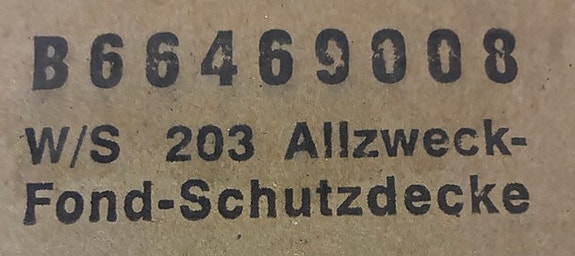 B66469008
W/S 203 Allzweck-
Fond-Schutzdecke